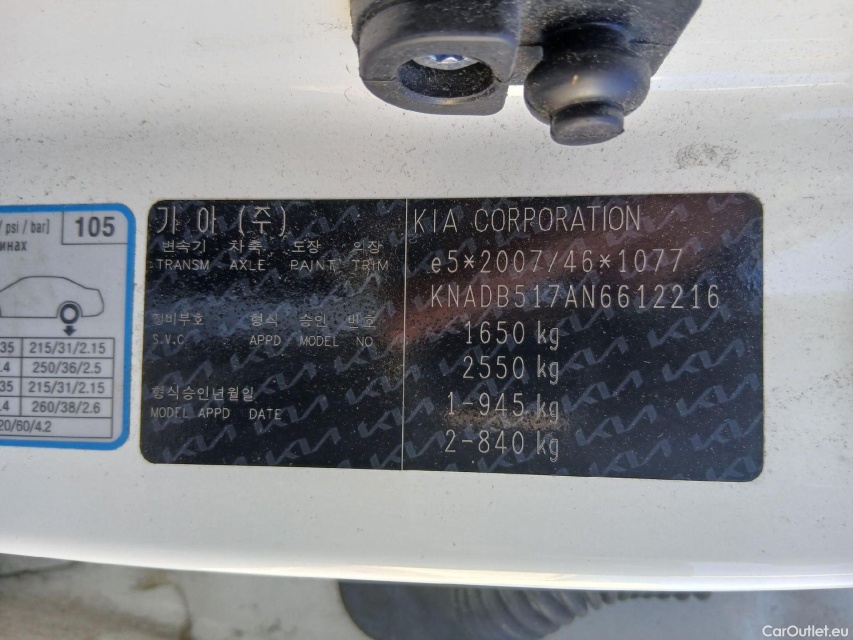 / psi / bar] 105
инах
35 215/31/2.15
.4 250/36/2.5
35 215/31/2.15
.4 260/38/2.6
20/60/4.2
기아 (주)
변속기 차축 도장 의장
TRANSM AXLE PAINT TRIM
정비부호 형식 승인 번호
S.V.C APPD MODEL NO
형식승인년월일
MODEL APPD DATE
KIA CORPORATION
e5*2007/46*1077
KNADB517AN6612216
1650 kg
2550 kg
1-945 kg
2-840 kg
CarOutlet.eu